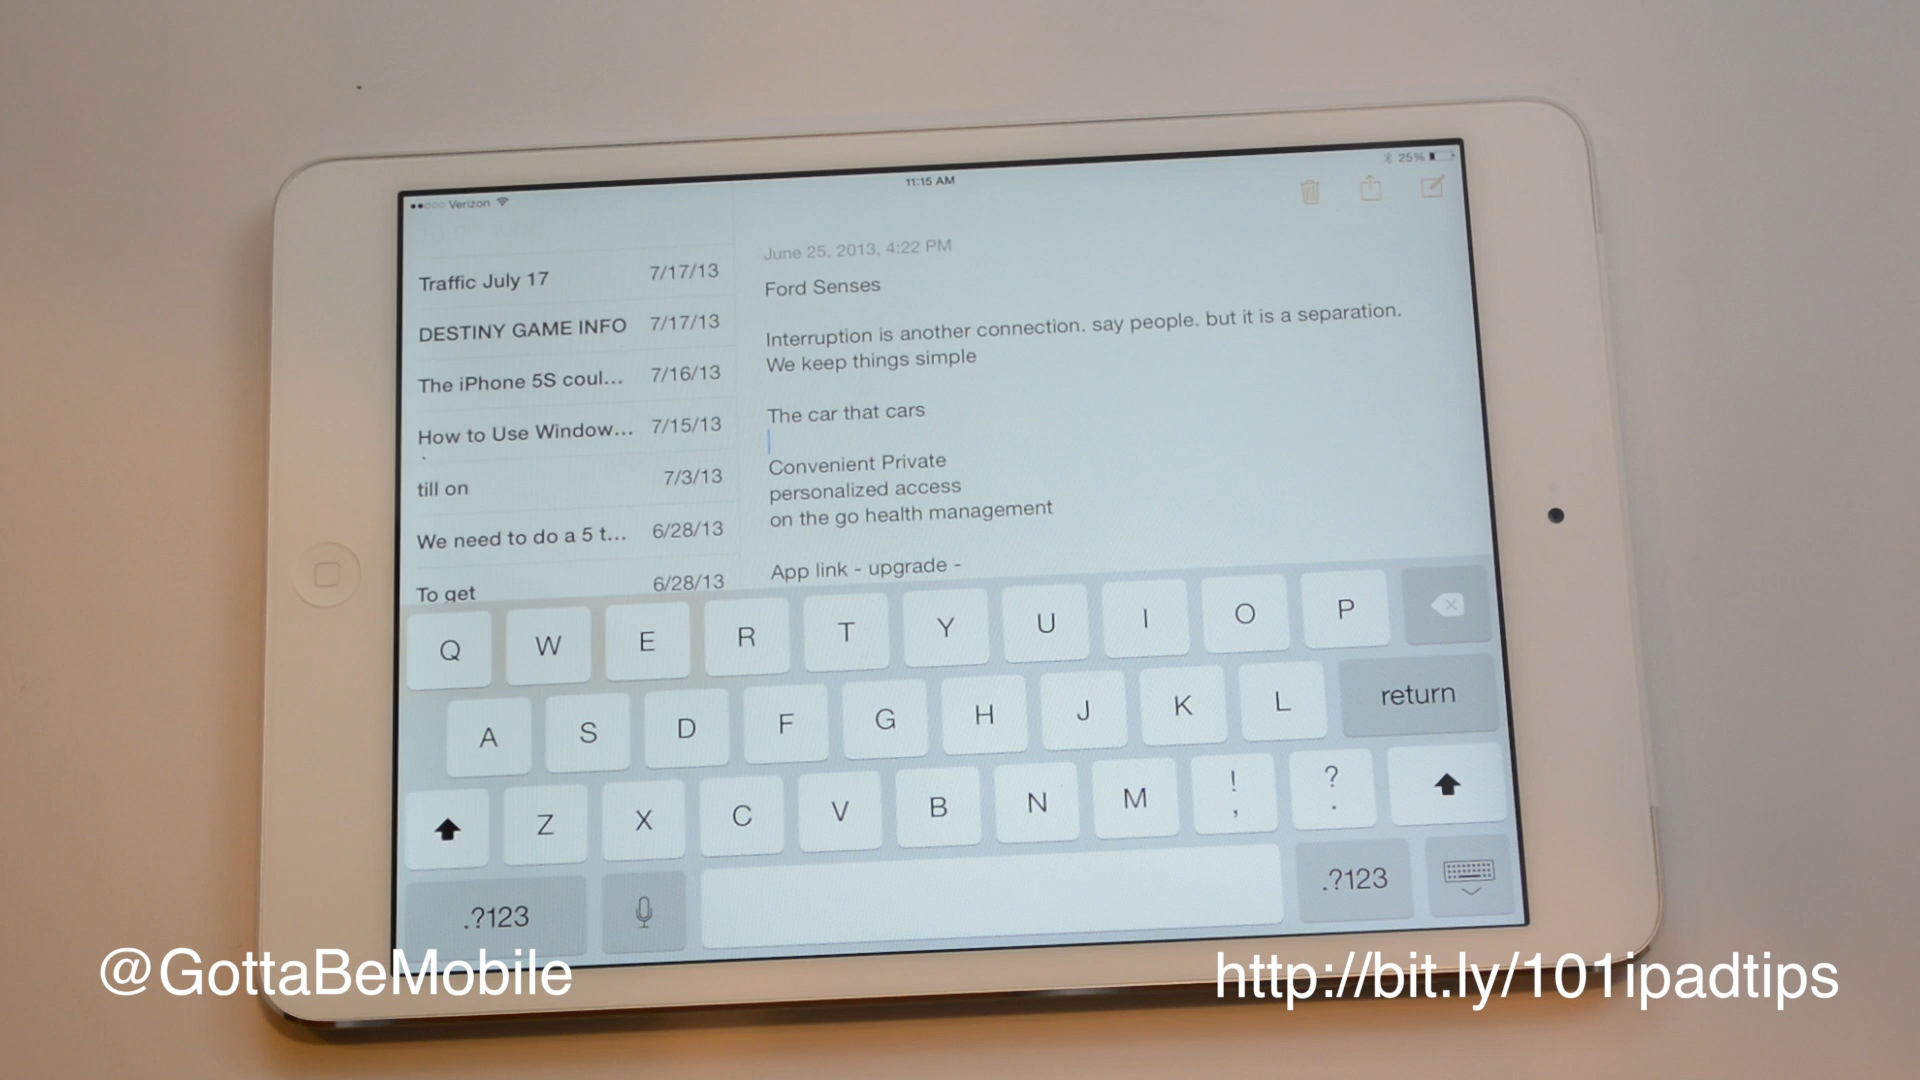 Verizon
11:15 AM
25%
Traffic July 17 7/17/13
DESTINY GAME INFO 7/17/13
The iPhone 5S coul... 7/16/13
How to Use Window... 7/15/13
till on 7/3/13
We need to do a 5 t... 6/28/13
To get 6/28/13
June 25, 2013, 4:22 PM
Ford Senses
Interruption is another connection. say people. but it is a separation.
We keep things simple
The car that cars
Convenient Private
personalized access
on the go health management
App link - upgrade -
Q W E R T Y U I O P
A S D F G H J K L return
Z X C V B N M ! , ? .
.?123 .?123
@GottaBeMobile
http://bit.ly/101ipadtips